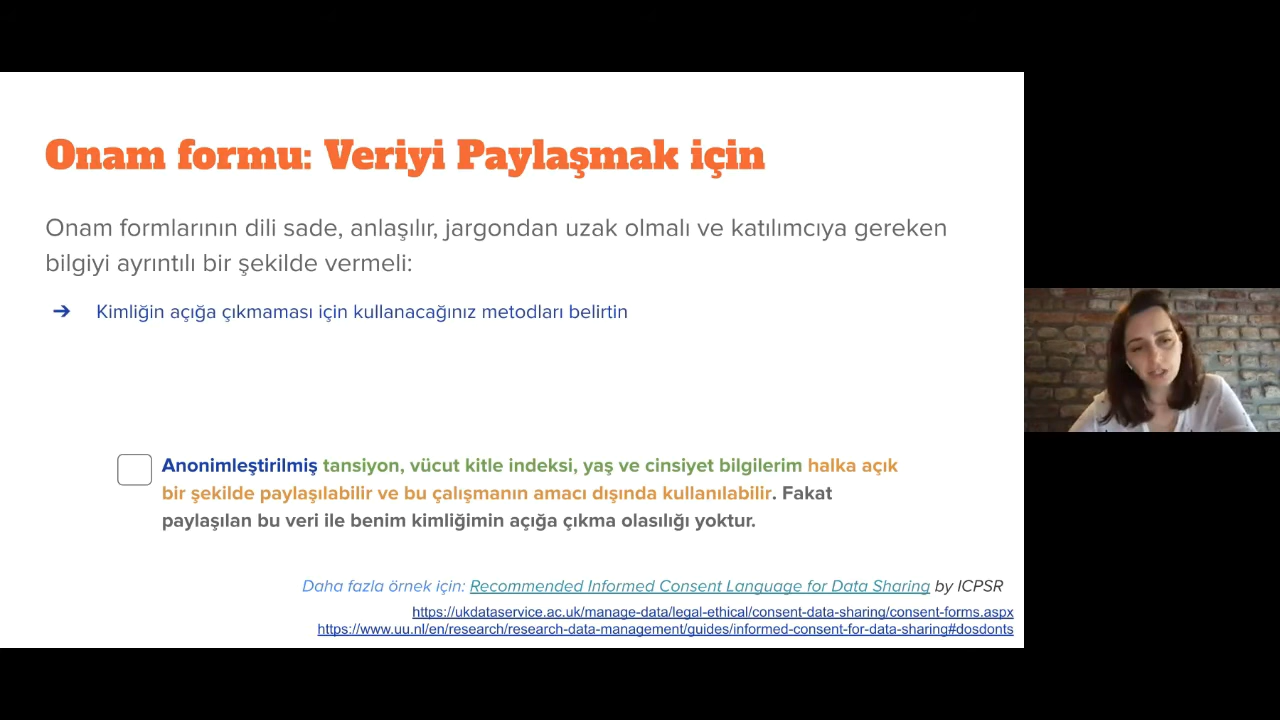 Onam formu: Veriyi Paylaşmak için
Onam formlarının dili sade, anlaşılır, jargondan uzak olmalı ve katılımcıya gereken
bilgiyi ayrıntılı bir şekilde vermeli:
➔ Kimliğin açığa çıkmaması için kullanacağınız metodları belirtin
Anonimleştirilmiş tansiyon, vücut kitle indeksi, yaş ve cinsiyet bilgilerim halka açık
bir şekilde paylaşılabilir ve bu çalışmanın amacı dışında kullanılabilir. Fakat
paylaşılan bu veri ile benim kimliğimin açığa çıkma olasılığı yoktur.
Daha fazla örnek için: Recommended Informed Consent Language for Data Sharing by ICPSR
https://ukdataservice.ac.uk/manage-data/legal-ethical/consent-data-sharing/consent-forms.aspx
https://www.uu.nl/en/research/research-data-management/guides/informed-consent-for-data-sharing#dosdonts